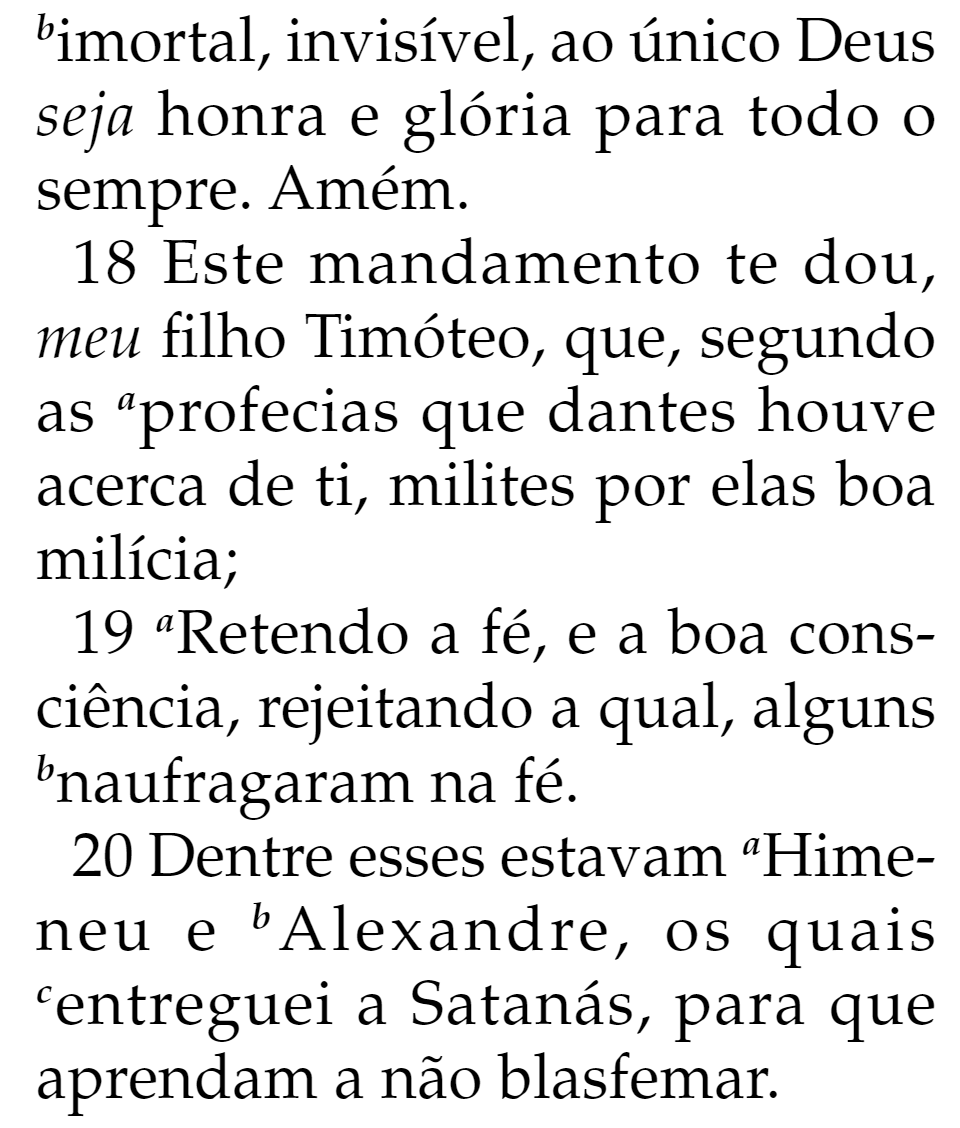 ᵇimortal, invisível, ao único Deus
seja honra e glória para todo o
sempre. Amém.
18 Este mandamento te dou,
meu filho Timóteo, que, segundo
as ᵃprofecias que dantes houve
acerca de ti, milites por elas boa
milícia;
19 ᵃRetendo a fé, e a boa cons-
ciência, rejeitando a qual, alguns
ᵇnaufragaram na fé.
20 Dentre esses estavam ᵃHime-
neu e ᵇAlexandre, os quais
ᶜentreguei a Satanás, para que
aprendam a não blasfemar.